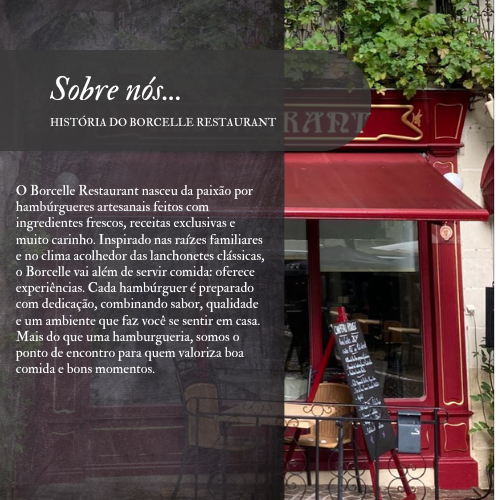 Sobre nós...
HISTÓRIA DO BORCELLE RESTAURANT
RANT
O Borcelle Restaurant nasceu da paixão por
hambúrgueres artesanais feitos com
ingredientes frescos, receitas exclusivas e
muito carinho. Inspirado nas raízes familiares
e no clima acolhedor das lanchonetes clássicas,
o Borcelle vai além de servir comida: oferece
experiências. Cada hambúrguer é preparado
com dedicação, combinando sabor, qualidade
e um ambiente que faz você se sentir em casa.
Mais do que uma hamburgueria, somos o
ponto de encontro para quem valoriza boa
comida e bons momentos.